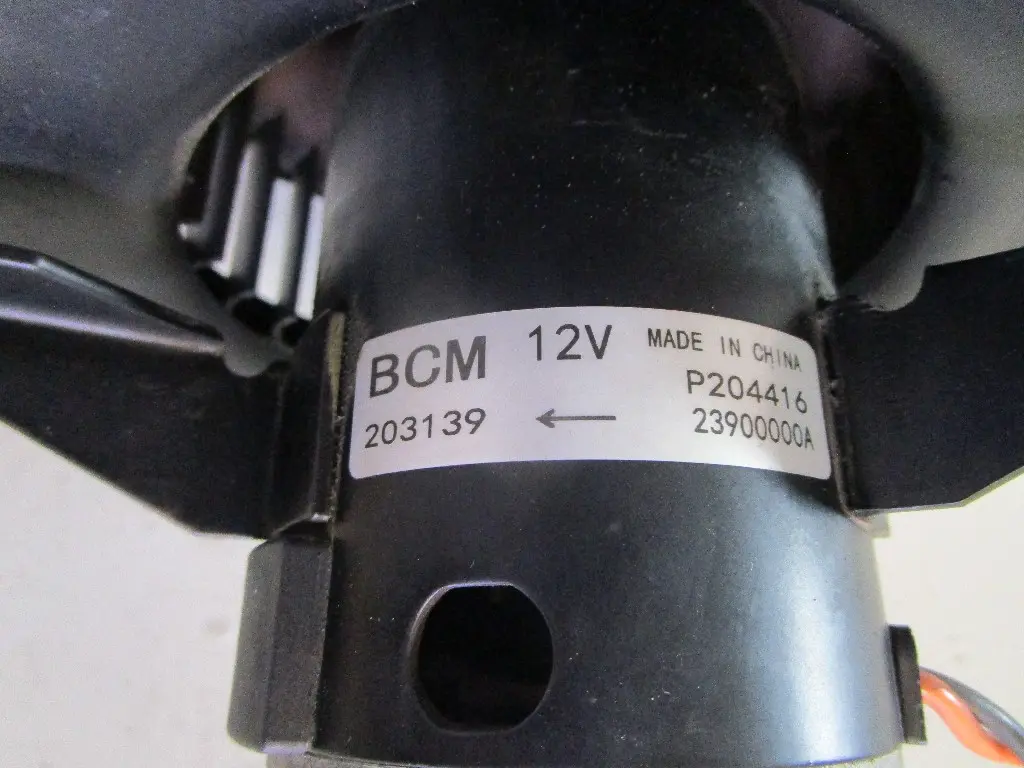 BCM 12V MADE IN CHINA
P204416
203139 ← 23900000A